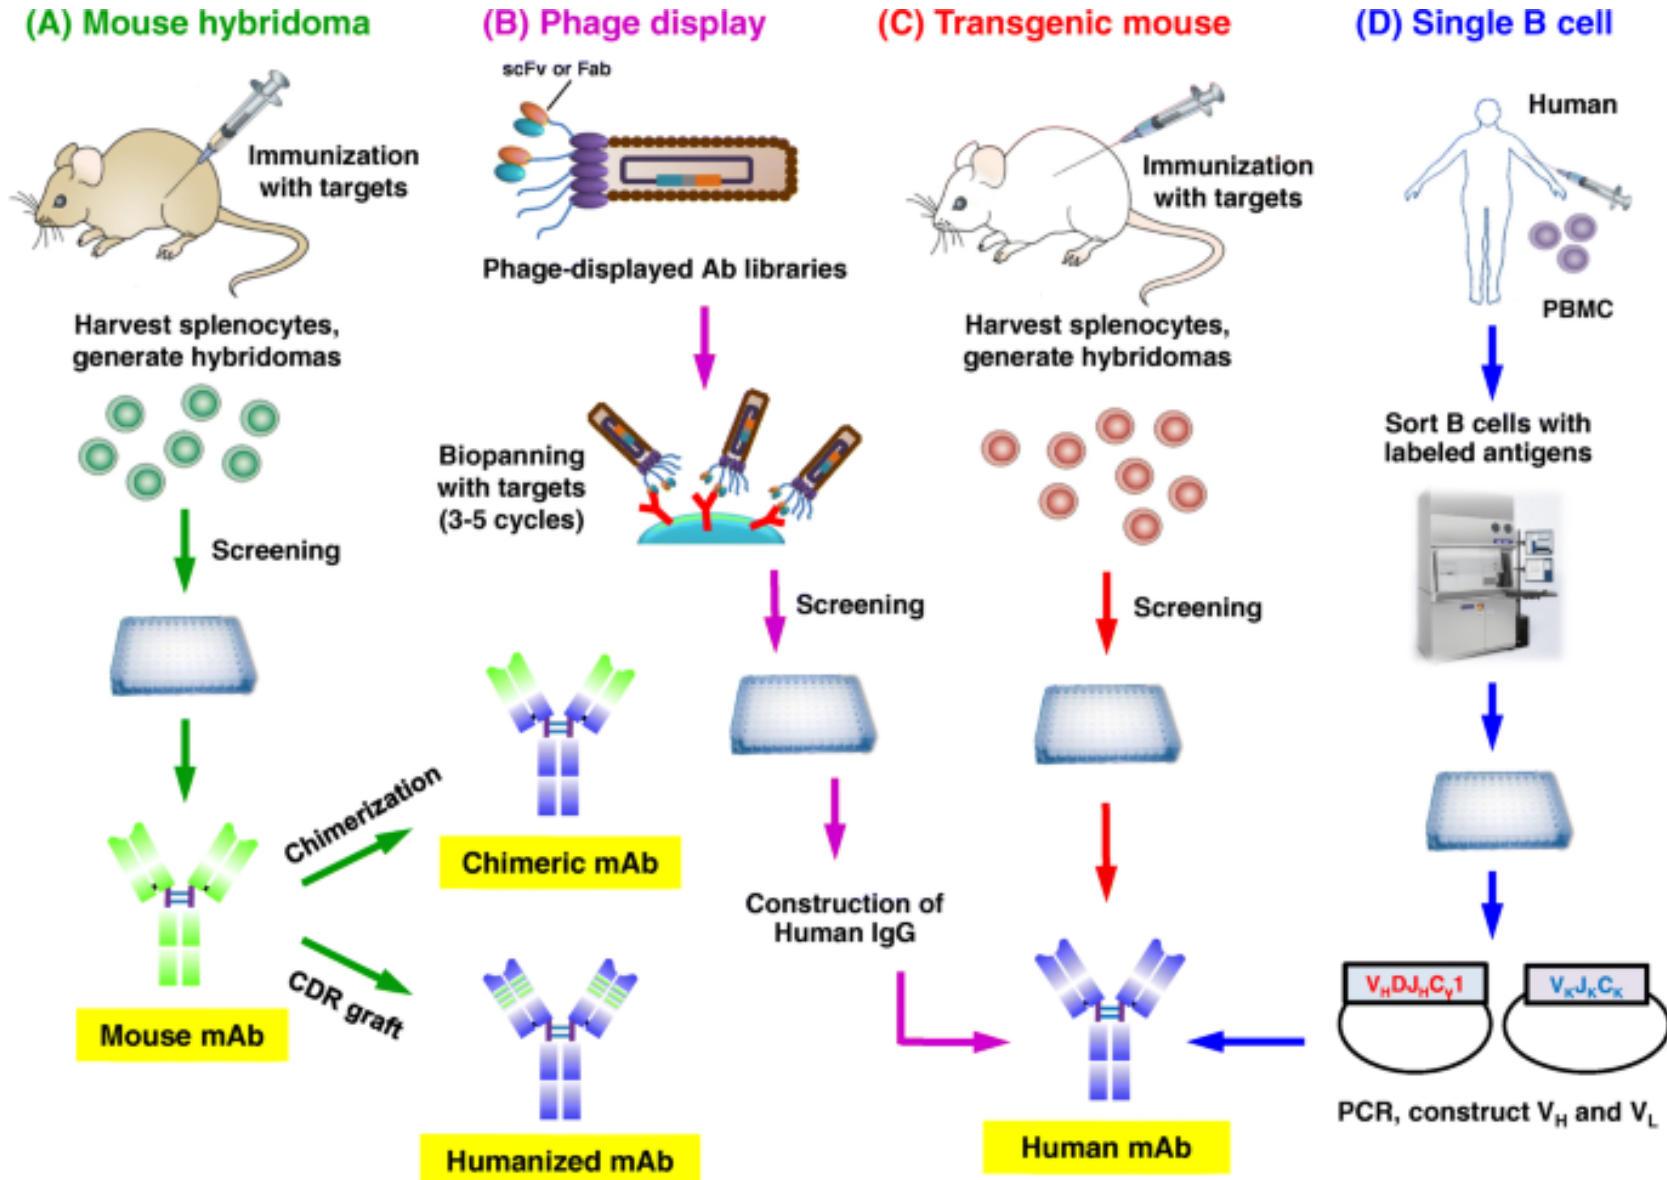 (A) Mouse hybridoma
Immunization
with targets
Harvest splenocytes,
generate hybridomas
Screening
Mouse mAb
Chimerization
CDR graft
Chimeric mAb
Humanized mAb
(B) Phage display
scFv or Fab
Phage-displayed Ab libraries
Biopanning
with targets
(3-5 cycles)
Screening
Construction of
Human IgG
(C) Transgenic mouse
Immunization
with targets
Harvest splenocytes,
generate hybridomas
Screening
Human mAb
(D) Single B cell
Human
PBMC
Sort B cells with
labeled antigens
VHDJHCγ1
VKJKCK
PCR, construct VH and VL